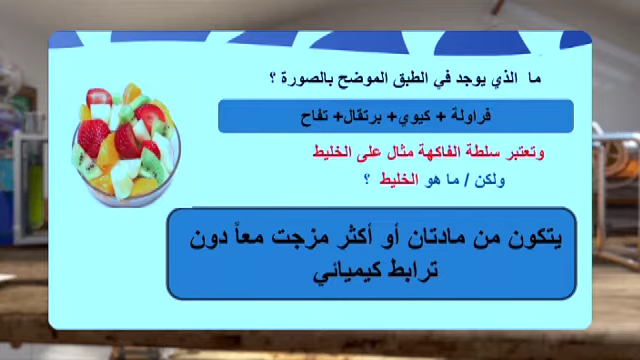 ما الذي يوجد في الطبق الموضح بالصورة ؟
فراولة + كيوي+ برتقال+ تفاح
وتعتبر سلطة الفاكهة مثال على الخليط
ولكن / ما هو الخليط ؟
يتكون من مادتان أو أكثر مزجت معاً دون
ترابط كيميائي